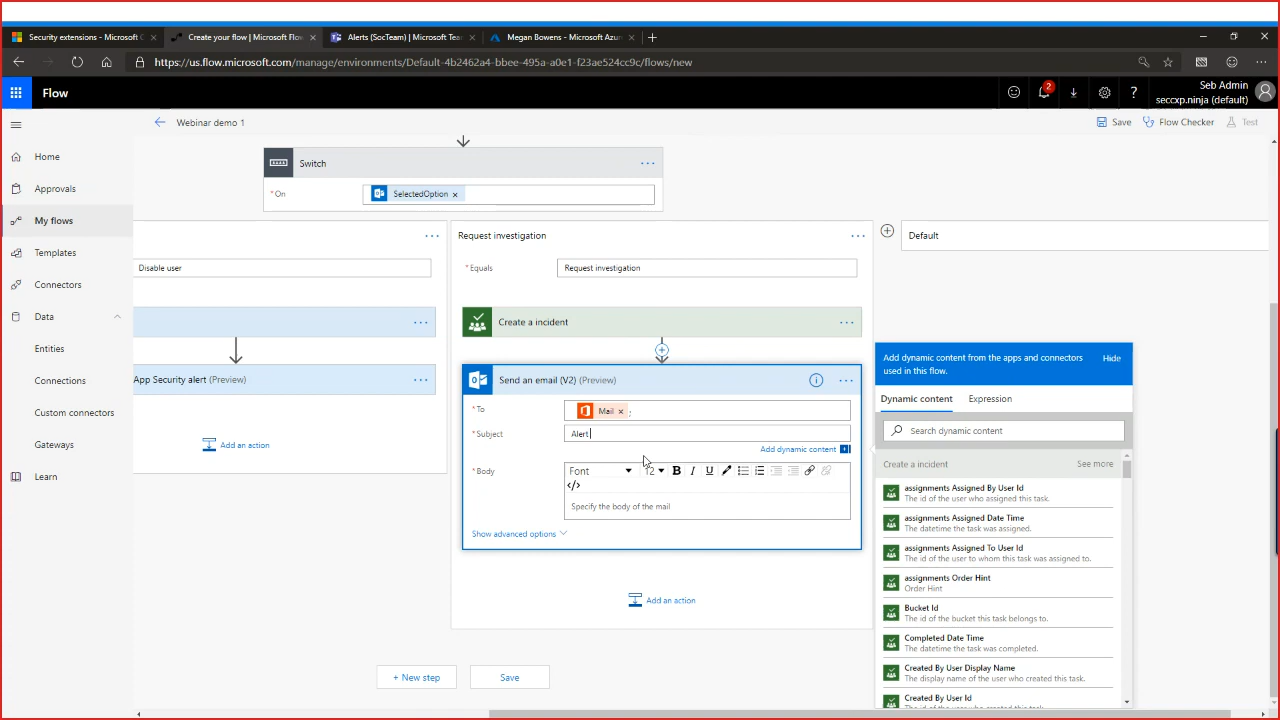 Security extensions - Microsoft C
Create your flow | Microsoft Flow
Alerts (SocTeam) | Microsoft Team
Megan Bowens - Microsoft Azu
https://us.flow.microsoft.com/manage/environments/Default-4b2462a4-bbee-495a-a0e1-f23ae524cc9c/flows/new
Flow
2
?
Seb Admin
seccxp.ninja (default)
Webinar demo 1
Save
Flow Checker
Test
Home
Approvals
My flows
Templates
Connectors
Data
Entities
Connections
Custom connectors
Gateways
Learn
Switch
*On
SelectedOption x
Disable user
App Security alert (Preview)
Add an action
Request investigation
*Equals
Request investigation
Create a incident
Send an email (V2) (Preview)
*To
Mail x ;
*Subject
Alert
Add dynamic content
*Body
Font
12
B I U
</>
Specify the body of the mail
Show advanced options
Add an action
+ New step
Save
Default
Add dynamic content from the apps and connectors
used in this flow.
Hide
Dynamic content
Expression
Search dynamic content
Create a incident
See more
assignments Assigned By User Id
The id of the user who assigned this task.
assignments Assigned Date Time
The datetime the task was assigned.
assignments Assigned To User Id
The id of the user to whom this task was assigned to.
assignments Order Hint
Order Hint
Bucket Id
The id of the bucket this task belongs to.
Completed Date Time
The datetime the task was completed.
Created By User Display Name
The display name of the user who created this task.
Created By User Id